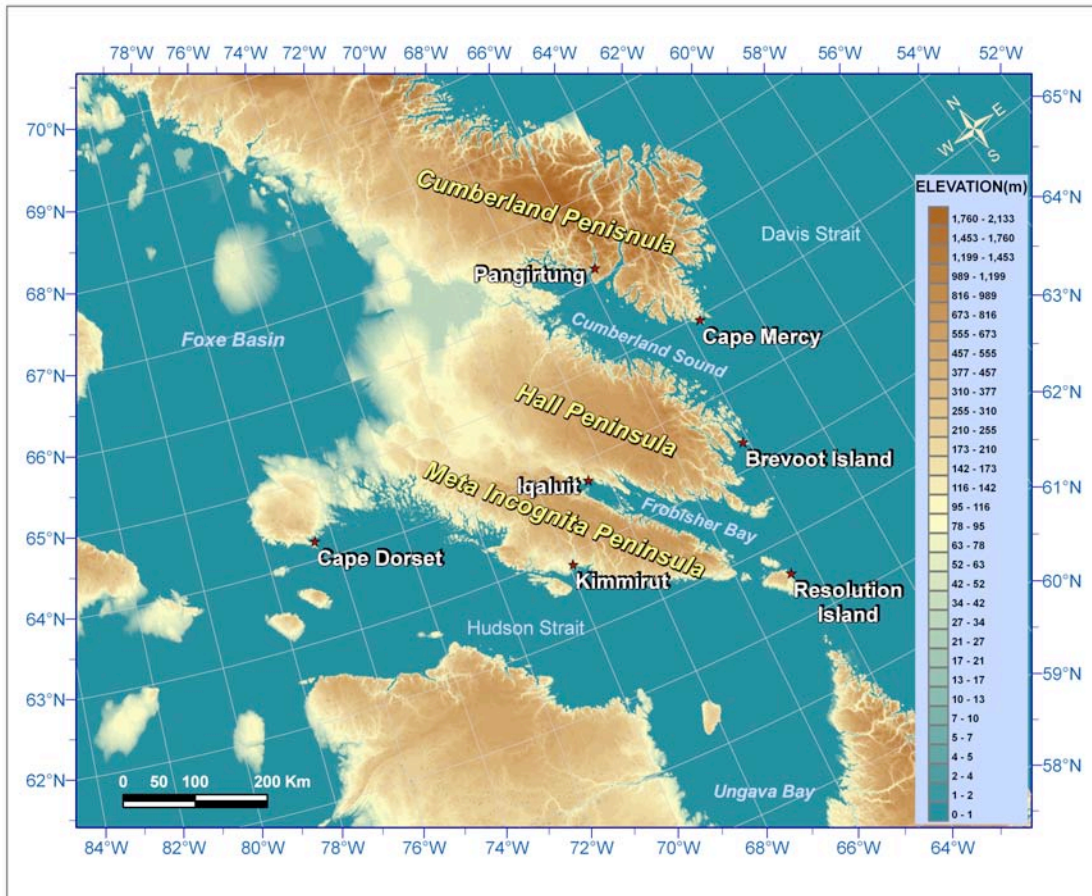 78°W 76°W 74°W 72°W 70°W 68°W 66°W 64°W 62°W 60°W 58°W 56°W 54°W 52°W
70°N
69°N
68°N
67°N
66°N
65°N
64°N
63°N
62°N
65°N
64°N
63°N
62°N
61°N
60°N
59°N
58°N
N
E
W
S
Cumberland Penisnula
Pangirtung
Davis Strait
Cape Mercy
Cumberland Sound
Foxe Basin
Hall Peninsula
Brevoot Island
Meta Incognita Peninsula
Iqaluit
Frobisher Bay
Cape Dorset
Kimmirut
Resolution
Island
Hudson Strait
Ungava Bay
0 50 100 200 Km
ELEVATION(m)
1,760 - 2,133
1,453 - 1,760
1,199 - 1,453
989 - 1,199
816 - 989
673 - 816
555 - 673
457 - 555
377 - 457
310 - 377
255 - 310
210 - 255
173 - 210
142 - 173
116 - 142
95 - 116
78 - 95
63 - 78
52 - 63
42 - 52
34 - 42
27 - 34
21 - 27
17 - 21
13 - 17
10 - 13
7 - 10
5 - 7
4 - 5
2 - 4
1 - 2
0 - 1
84°W 82°W 80°W 78°W 76°W 74°W 72°W 70°W 68°W 66°W 64°W